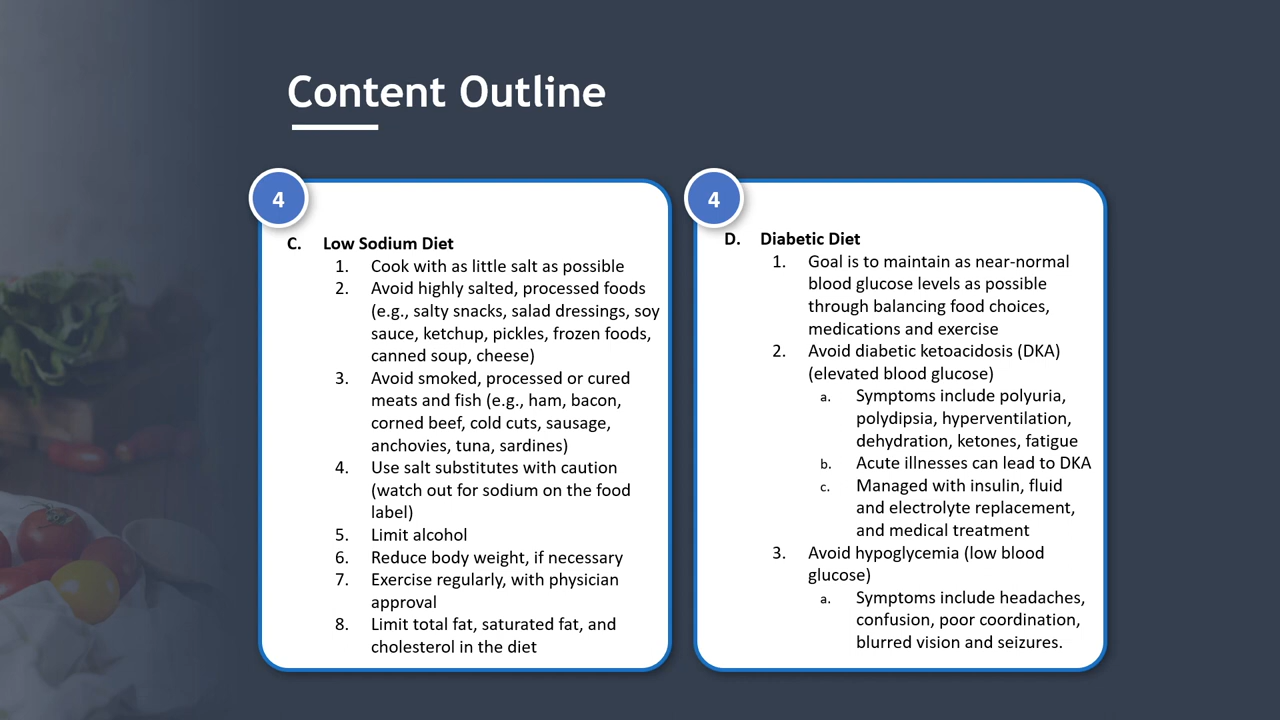 Content Outline
4
C. Low Sodium Diet
1. Cook with as little salt as possible
2. Avoid highly salted, processed foods
(e.g., salty snacks, salad dressings, soy
sauce, ketchup, pickles, frozen foods,
canned soup, cheese)
3. Avoid smoked, processed or cured
meats and fish (e.g., ham, bacon,
corned beef, cold cuts, sausage,
anchovies, tuna, sardines)
4. Use salt substitutes with caution
(watch out for sodium on the food
label)
5. Limit alcohol
6. Reduce body weight, if necessary
7. Exercise regularly, with physician
approval
8. Limit total fat, saturated fat, and
cholesterol in the diet
4
D. Diabetic Diet
1. Goal is to maintain as near-normal
blood glucose levels as possible
through balancing food choices,
medications and exercise
2. Avoid diabetic ketoacidosis (DKA)
(elevated blood glucose)
a. Symptoms include polyuria,
polydipsia, hyperventilation,
dehydration, ketones, fatigue
b. Acute illnesses can lead to DKA
c. Managed with insulin, fluid
and electrolyte replacement,
and medical treatment
3. Avoid hypoglycemia (low blood
glucose)
a. Symptoms include headaches,
confusion, poor coordination,
blurred vision and seizures.